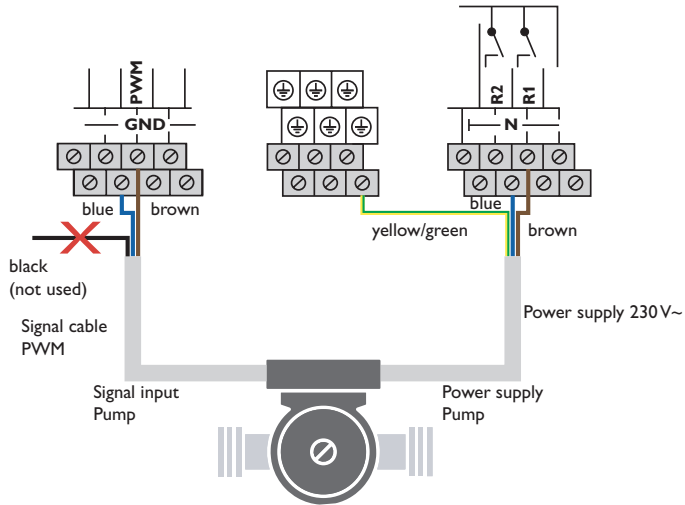 PWM
GND
R2
R1
N
blue
brown
black
(not used)
Signal cable
PWM
yellow/green
blue
brown
Power supply 230 V~
Signal input
Pump
Power supply
Pump